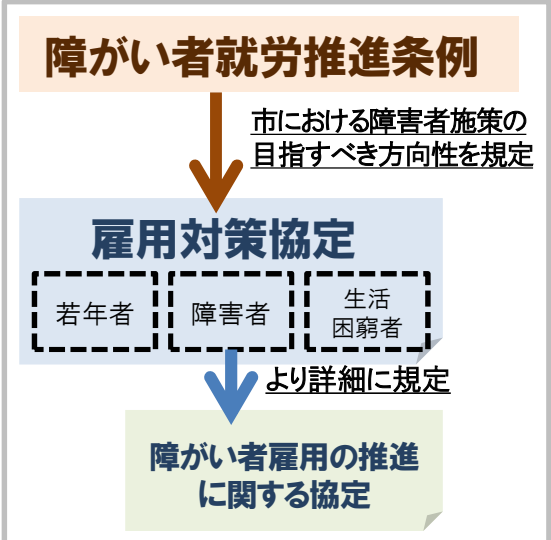 障がい者就労推進条例
市における障害者施策の
目指すべき方向性を規定
雇用対策協定
若年者
障害者
生活
困窮者
より詳細に規定
障がい者雇用の推進
に関する協定